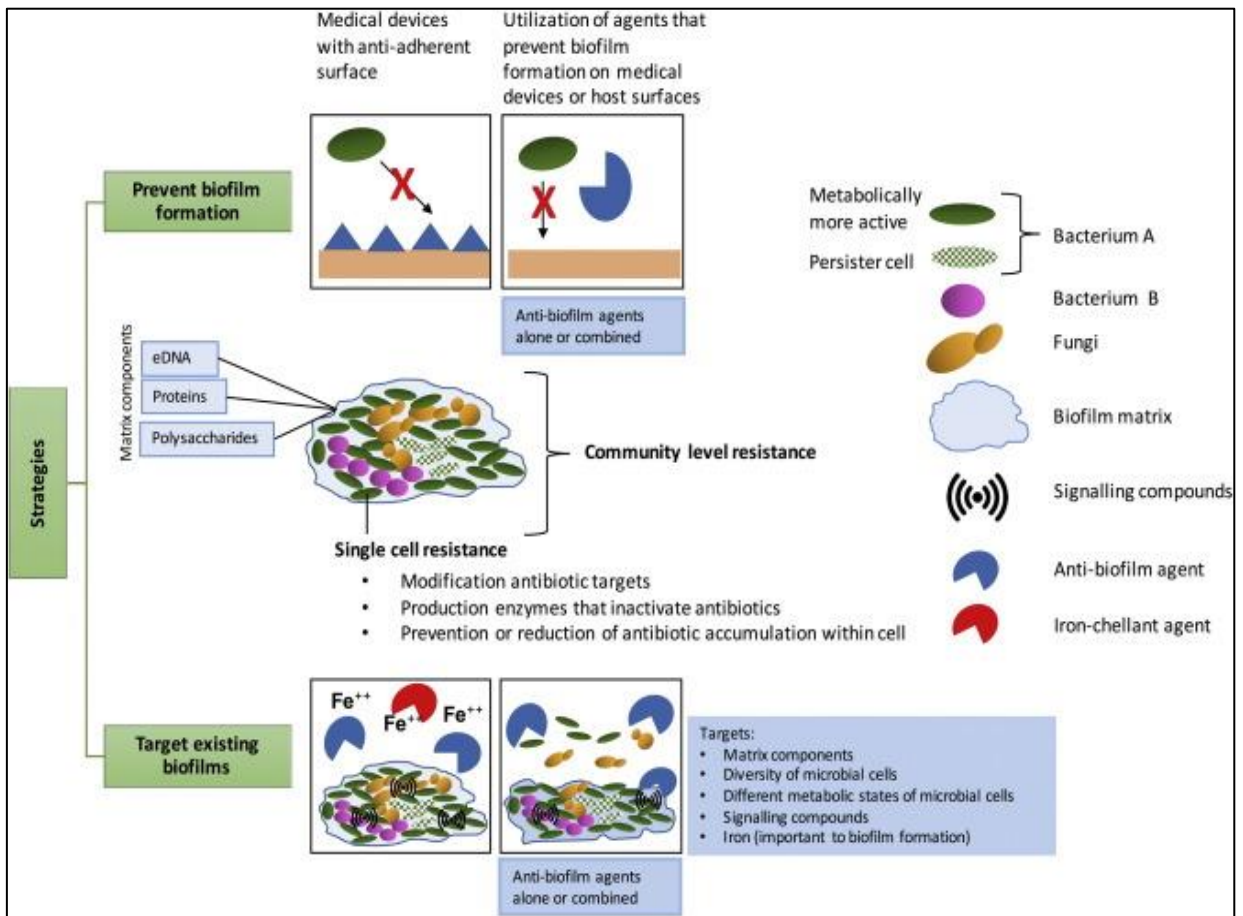 Medical devices
with anti-adherent
surface
Utilization of agents that
prevent biofilm
formation on medical
devices or host surfaces
Prevent biofilm
formation
Anti-biofilm agents
alone or combined
Metabolically
more active
Persister cell
Bacterium A
Bacterium B
Fungi
Biofilm matrix
Signalling compounds
Anti-biofilm agent
Iron-chellant agent
Strategies
Matrix components
eDNA
Proteins
Polysaccharides
Community level resistance
Single cell resistance
• Modification antibiotic targets
• Production enzymes that inactivate antibiotics
• Prevention or reduction of antibiotic accumulation within cell
Target existing
biofilms
Fe++
Fe++
Fe++
Anti-biofilm agents
alone or combined
Targets:
• Matrix components
• Diversity of microbial cells
• Different metabolic states of microbial cells
• Signalling compounds
• Iron (important to biofilm formation)